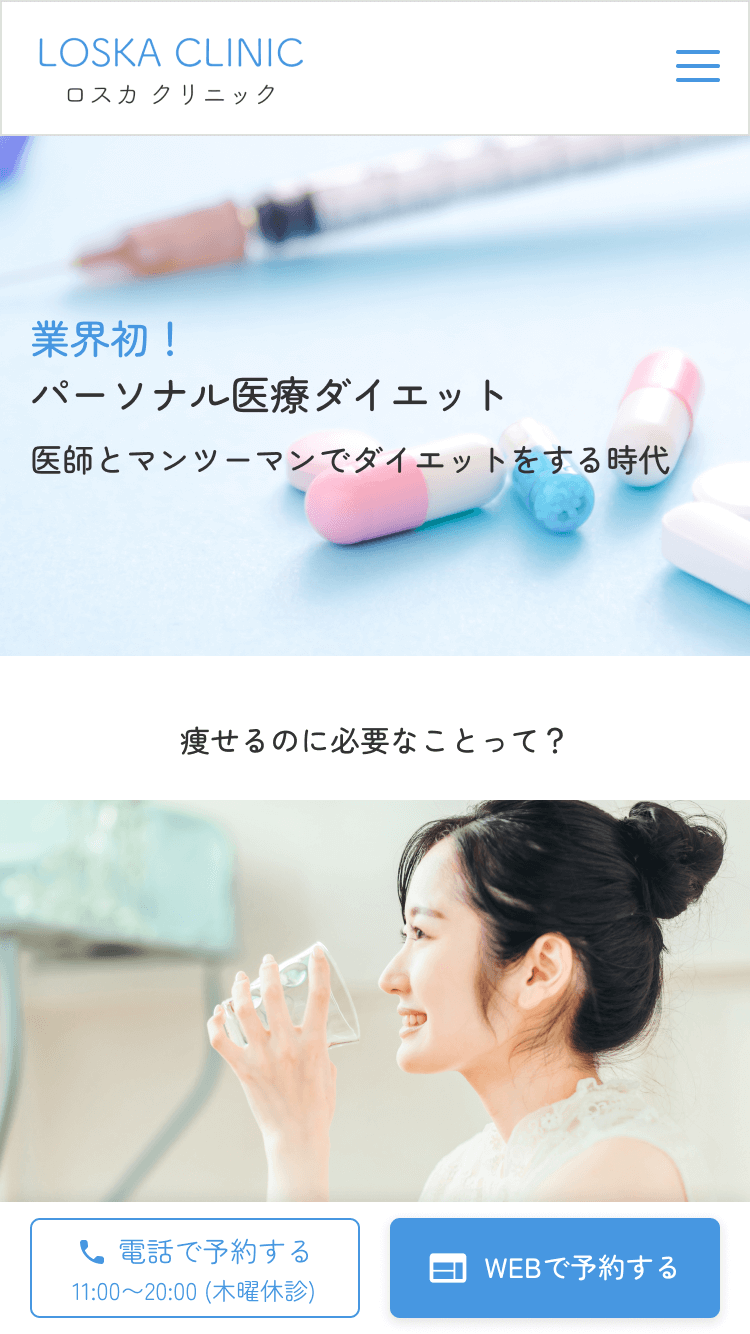 LOSKA CLINIC
ロスカ クリニック
業界初！
パーソナル医療ダイエット
医師とマンツーマンでダイエットをする時代
痩せるのに必要なことって？
電話で予約する
11:00〜20:00 (木曜休診)
WEBで予約する